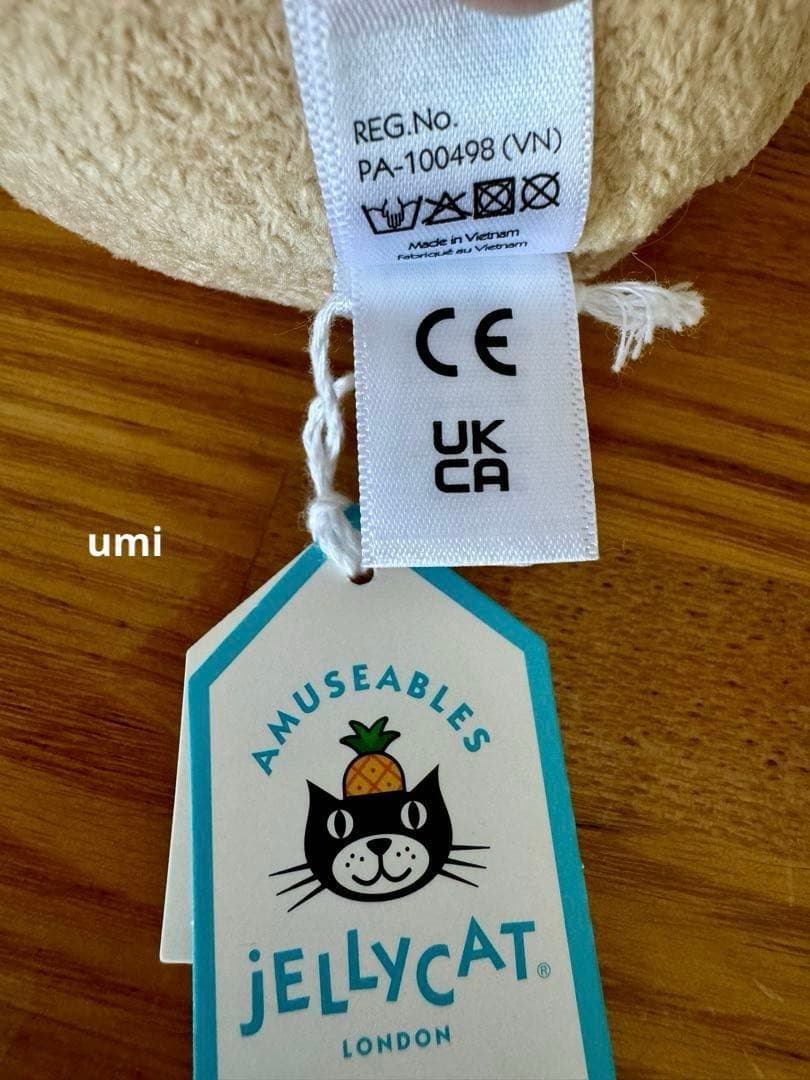 REG.No.
PA-100498 (VN)
Made in Vietnam
Fabriqué au Vietnam
CE
UK
CA
umi
AMUSEABLES
JELLYCAT®
LONDON